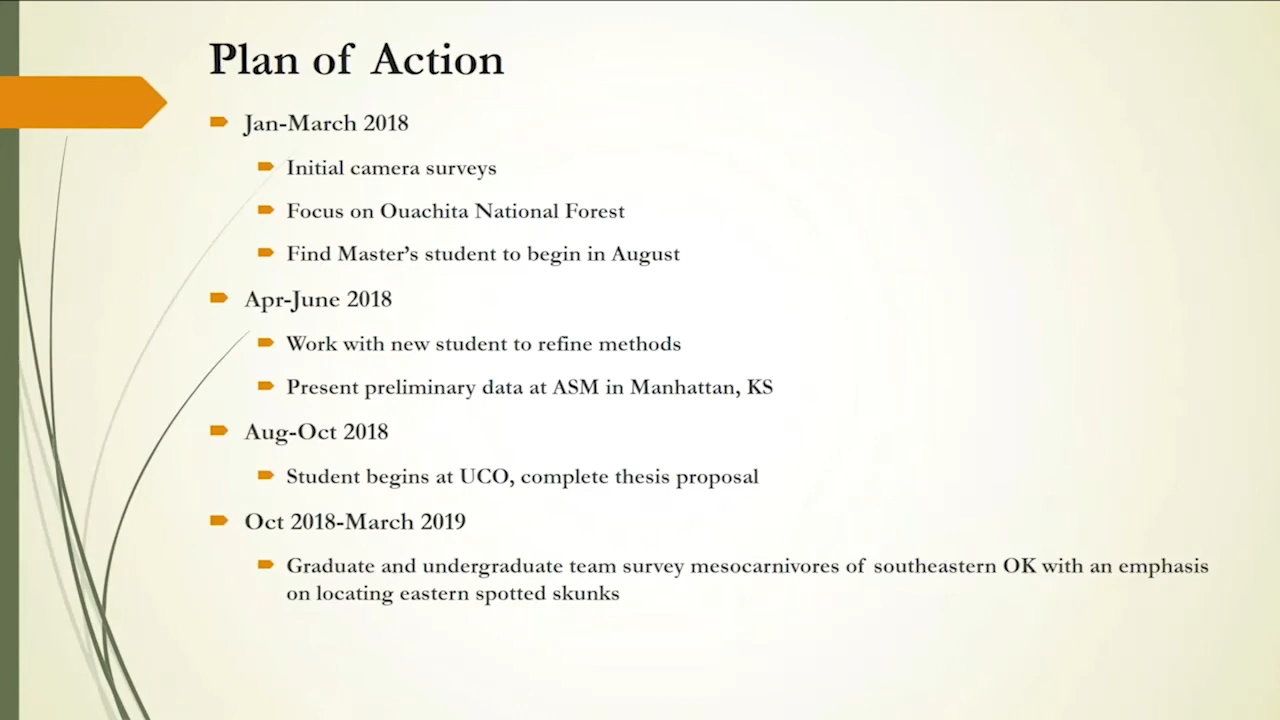 Plan of Action
Jan-March 2018
Initial camera surveys
Focus on Ouachita National Forest
Find Master’s student to begin in August
Apr-June 2018
Work with new student to refine methods
Present preliminary data at ASM in Manhattan, KS
Aug-Oct 2018
Student begins at UCO, complete thesis proposal
Oct 2018-March 2019
Graduate and undergraduate team survey mesocarnivores of southeastern OK with an emphasis
on locating eastern spotted skunks